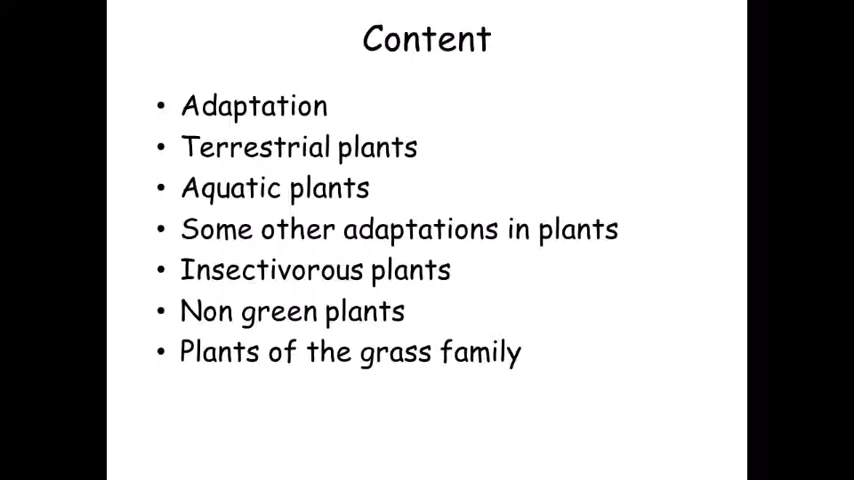 Content
• Adaptation
• Terrestrial plants
• Aquatic plants
• Some other adaptations in plants
• Insectivorous plants
• Non green plants
• Plants of the grass family